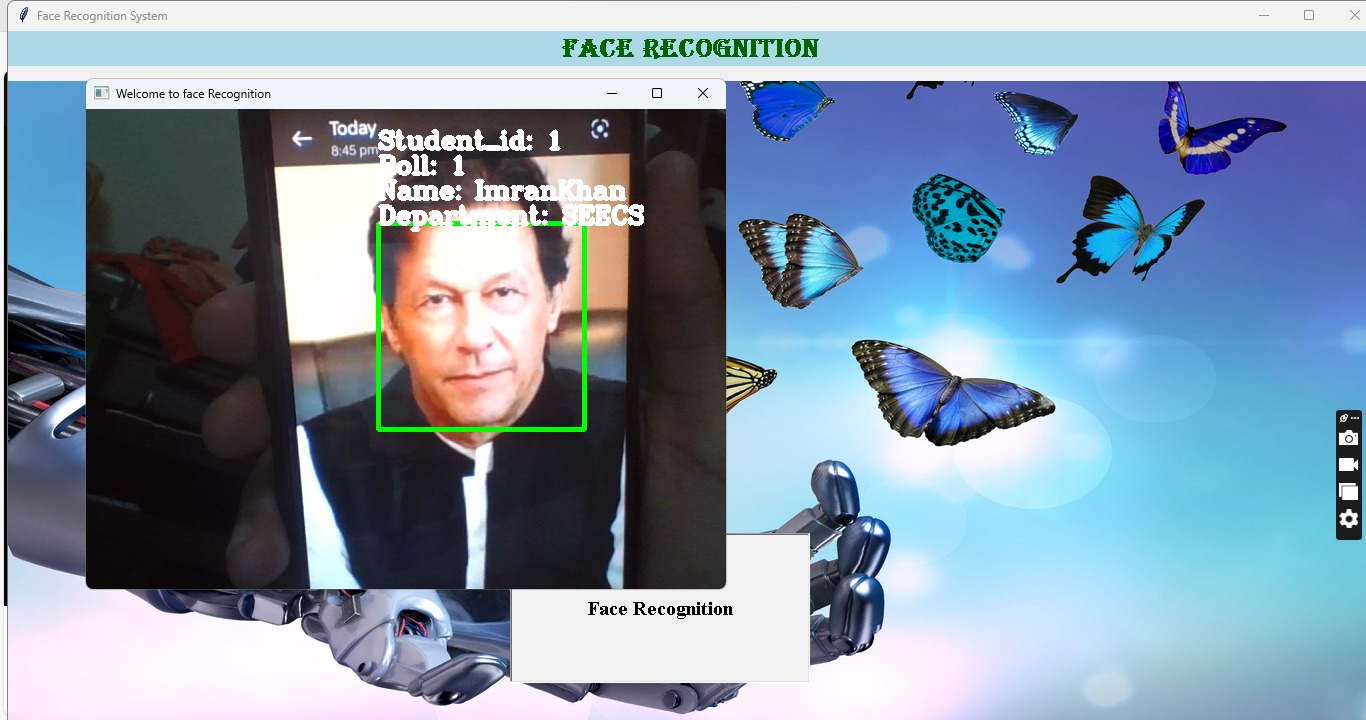 Face Recognition System
FACE RECOGNITION
Welcome to face Recognition
Today
8:45 pm
Student_id: 1
Roll: 1
Name: ImranKhan
Department: SEECS
Face Recognition